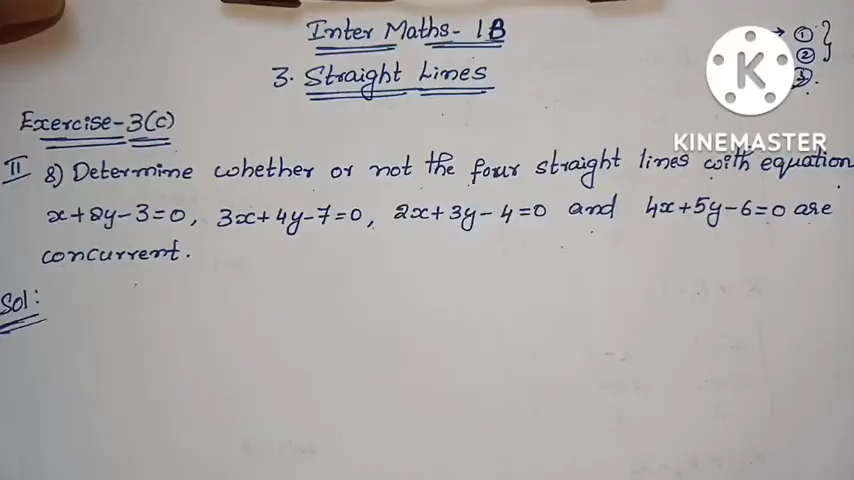 Inter Maths- 1B
3. Straight Lines
→ ①
②
③.
K
KINEMASTER
Exercise-3(c)
II 8) Determine whether or not the four straight lines with equation
x+2y-3=0, 3x+4y-7=0, 2x+3y-4=0 and 4x+5y-6=0 are
concurrent.
Sol: